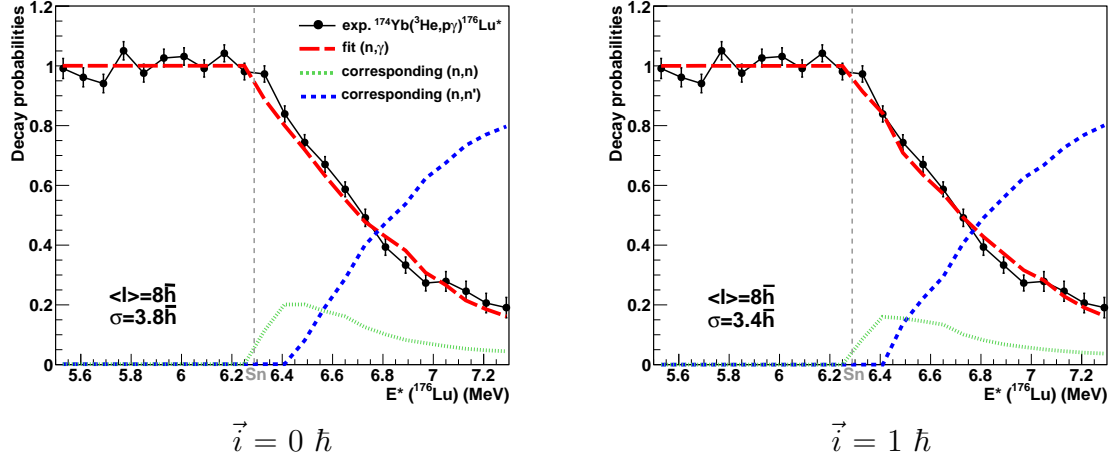 Decay probabilities
1.2
1
0.8
0.6
0.4
0.2
0
exp. ¹⁷⁴Yb(³He,pγ)¹⁷⁶Lu*
fit (n,γ)
corresponding (n,n)
corresponding (n,n')
<l>=8ħ
σ=3.8ħ
5.6 5.8 6 6.2 Sn 6.4 6.6 6.8 7 7.2
E* (¹⁷⁶Lu) (MeV)
i⃗ = 0 ħ
Decay probabilities
1.2
1
0.8
0.6
0.4
0.2
0
<l>=8ħ
σ=3.4ħ
5.6 5.8 6 6.2 Sn 6.4 6.6 6.8 7 7.2
E* (¹⁷⁶Lu) (MeV)
i⃗ = 1 ħ